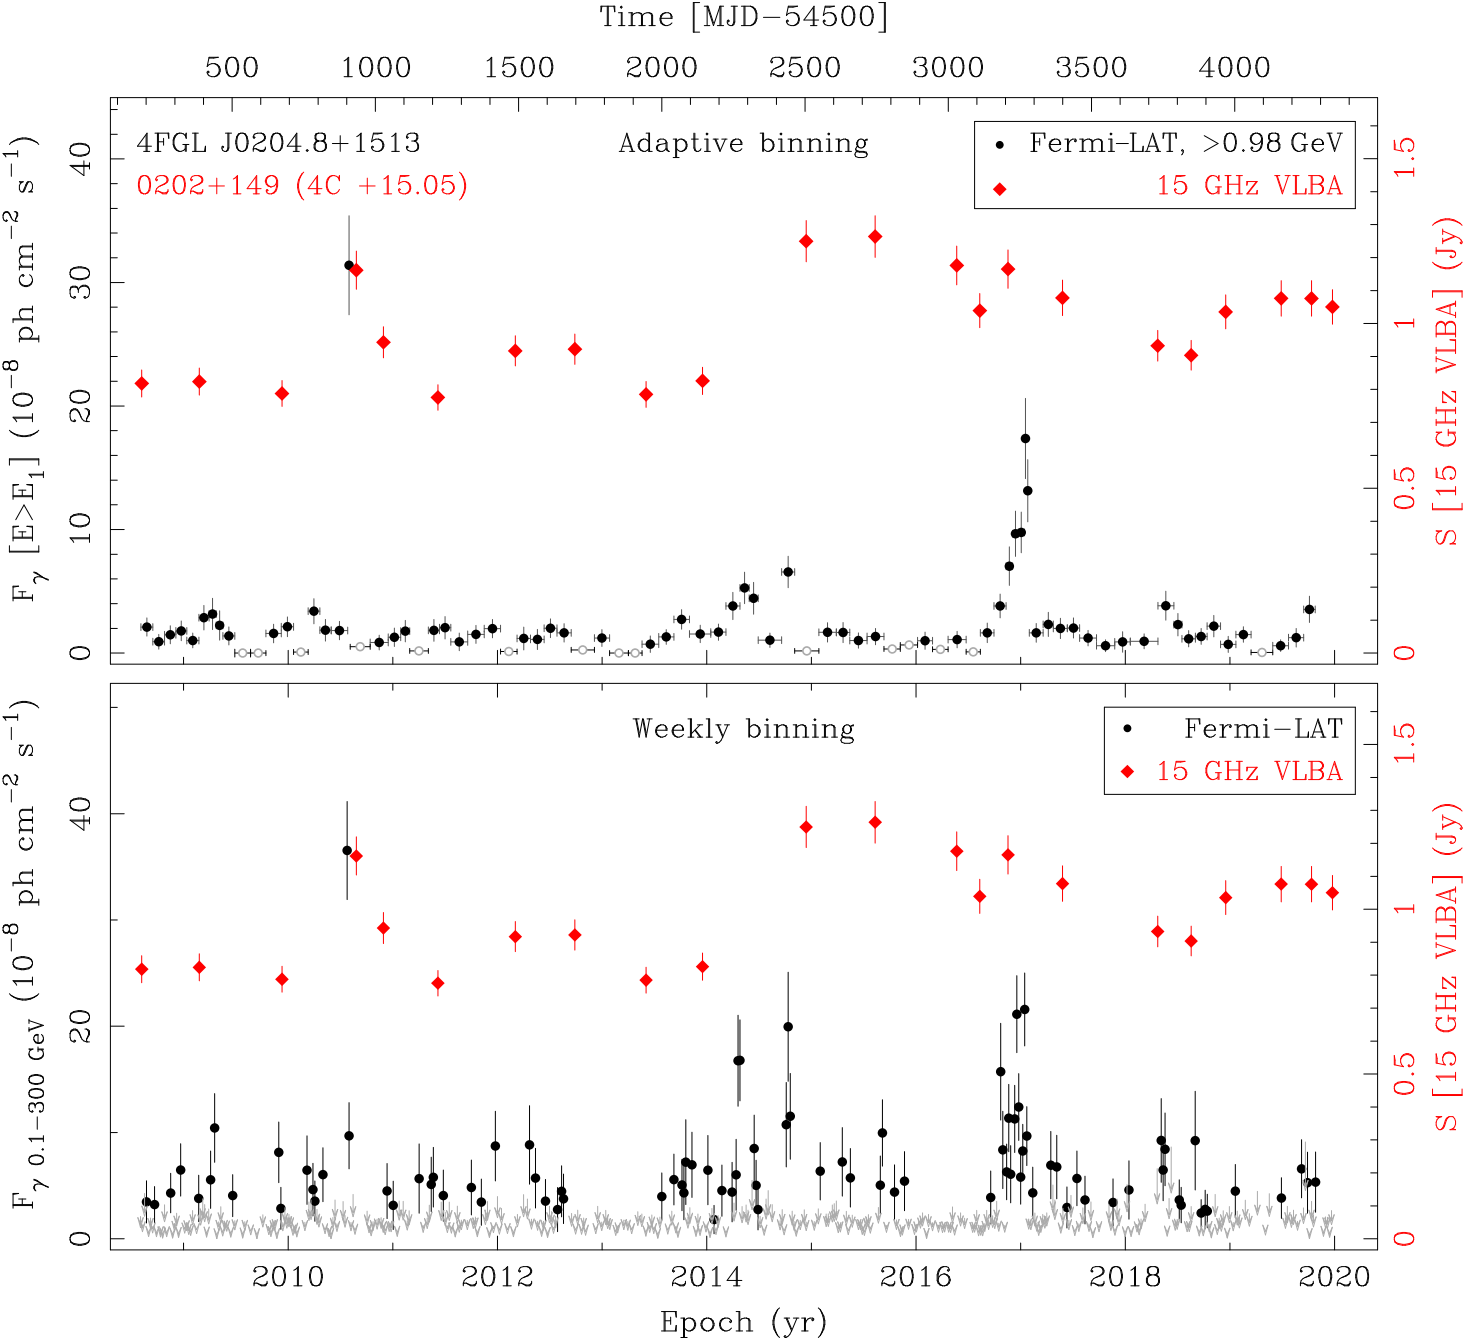 Time [MJD−54500]
500 1000 1500 2000 2500 3000 3500 4000
4FGL J0204.8+1513
0202+149 (4C +15.05)
Adaptive binning
Fermi−LAT, >0.98 GeV
15 GHz VLBA
F_γ [E>E_1] (10^−8 ph cm^−2 s^−1)
40
30
20
10
0
S [15 GHz VLBA] (Jy)
1.5
1
0.5
0
Weekly binning
Fermi−LAT
15 GHz VLBA
F_γ 0.1−300 GeV (10^−8 ph cm^−2 s^−1)
40
20
0
S [15 GHz VLBA] (Jy)
1.5
1
0.5
0
2010 2012 2014 2016 2018 2020
Epoch (yr)